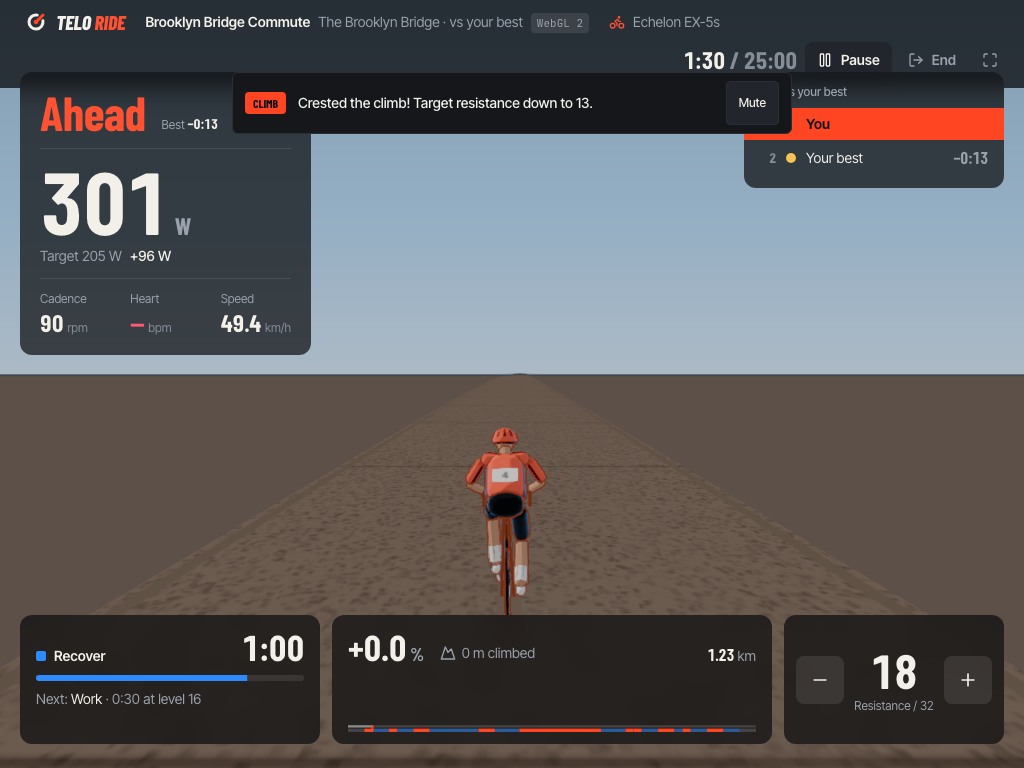 TELO RIDE Brooklyn Bridge Commute The Brooklyn Bridge · vs your best WebGL 2 Echelon EX-5s
1:30 / 25:00 Pause End
CLIMB Crested the climb! Target resistance down to 13. Mute
Ahead Best −0:13
301 W
Target 205 W +96 W
Cadence Heart Speed
90 rpm — bpm 49.4 km/h
s your best
You
2 Your best −0:13
4
Recover 1:00
Next: Work · 0:30 at level 16
+0.0 % 0 m climbed 1.23 km
− 18 +
Resistance / 32